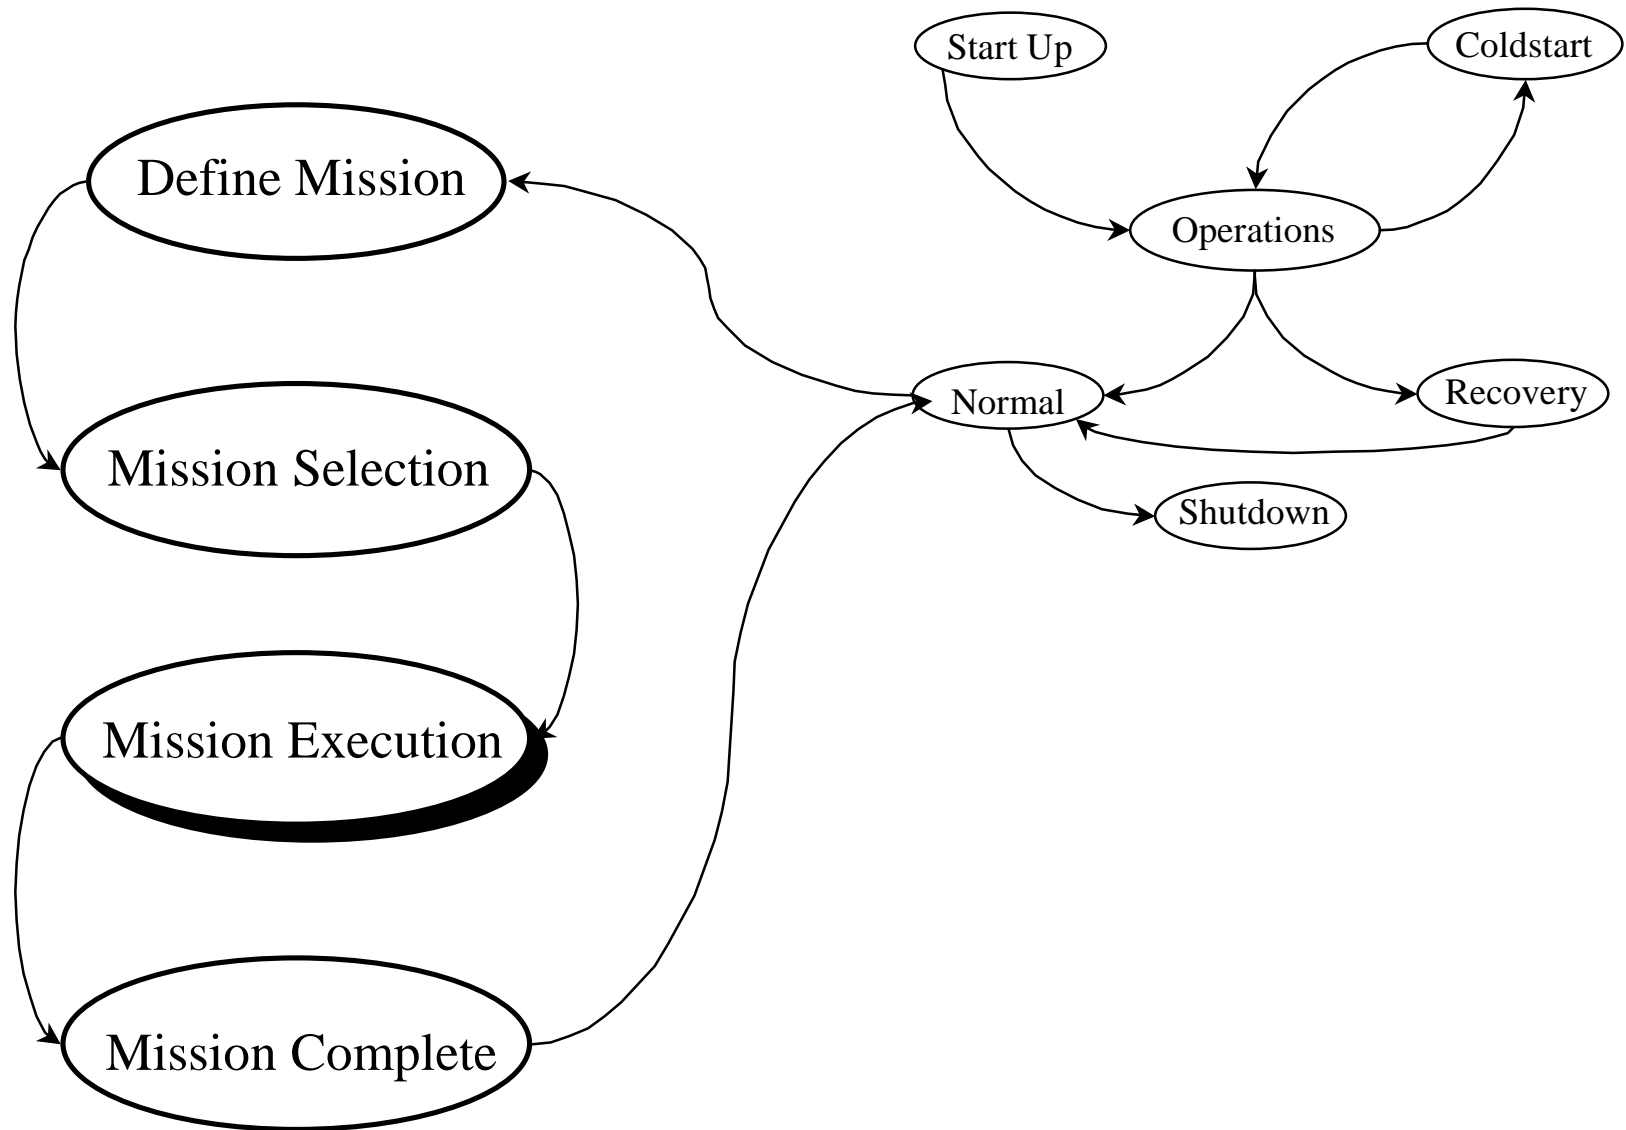 Start Up
Coldstart
Define Mission
Operations
Normal
Recovery
Mission Selection
Shutdown
Mission Execution
Mission Complete